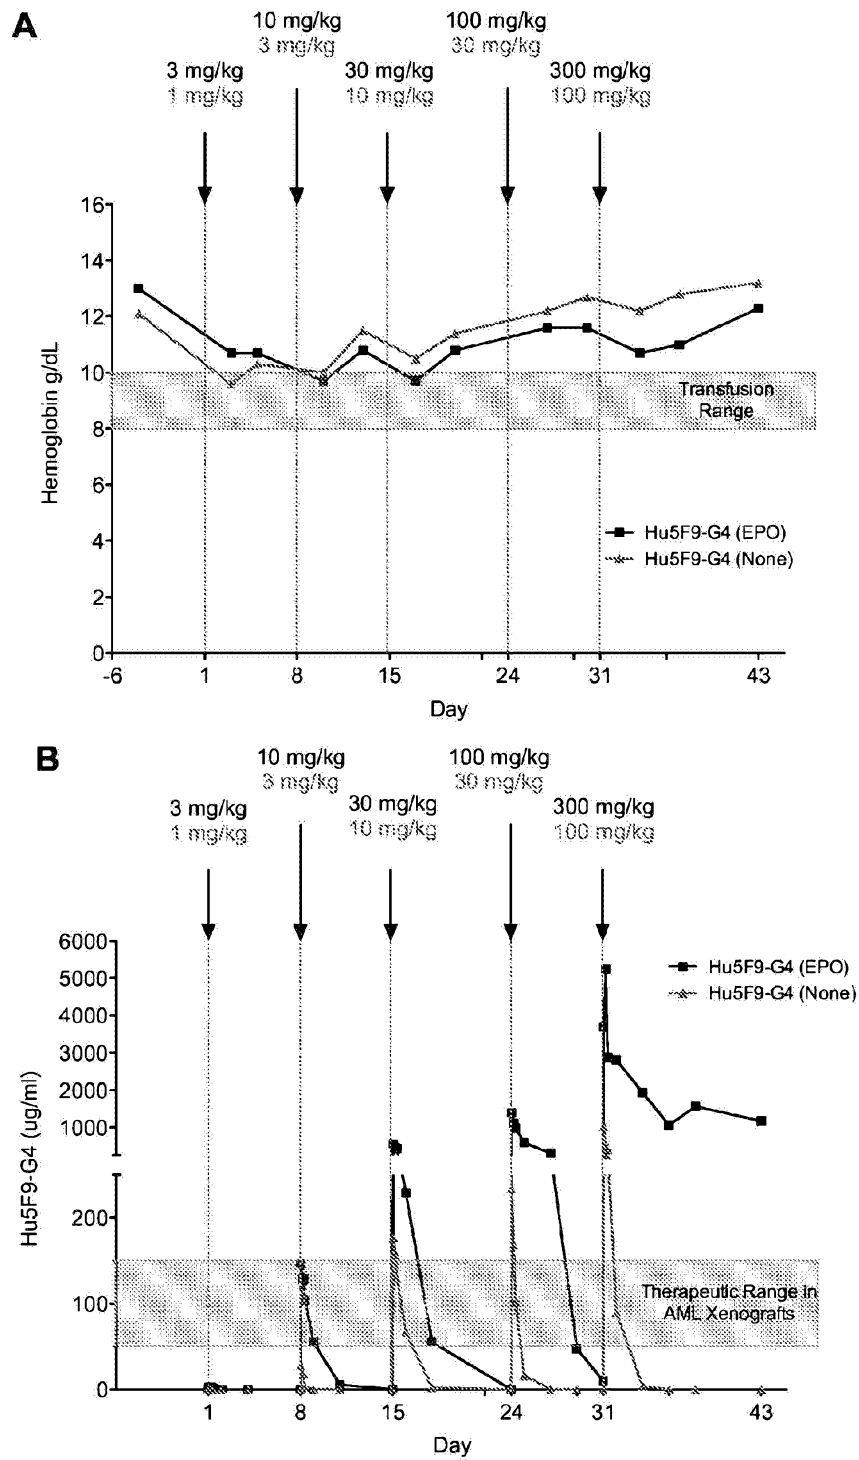 A
10 mg/kg
3 mg/kg
100 mg/kg
30 mg/kg
3 mg/kg
1 mg/kg
30 mg/kg
10 mg/kg
300 mg/kg
100 mg/kg
16
14
12
10
8
6
4
2
0
Hemoglobin g/dL
Transfusion
Range
Hu5F9-G4 (EPO)
Hu5F9-G4 (None)
-6 1 8 15 24 31 43
Day
B
10 mg/kg
3 mg/kg
100 mg/kg
30 mg/kg
3 mg/kg
1 mg/kg
30 mg/kg
10 mg/kg
300 mg/kg
100 mg/kg
6000
5000
4000
3000
2000
1000
200
100
0
Hu5F9-G4 (ug/ml)
Hu5F9-G4 (EPO)
Hu5F9-G4 (None)
Therapeutic Range in
AML Xenografts
1 8 15 24 31 43
Day